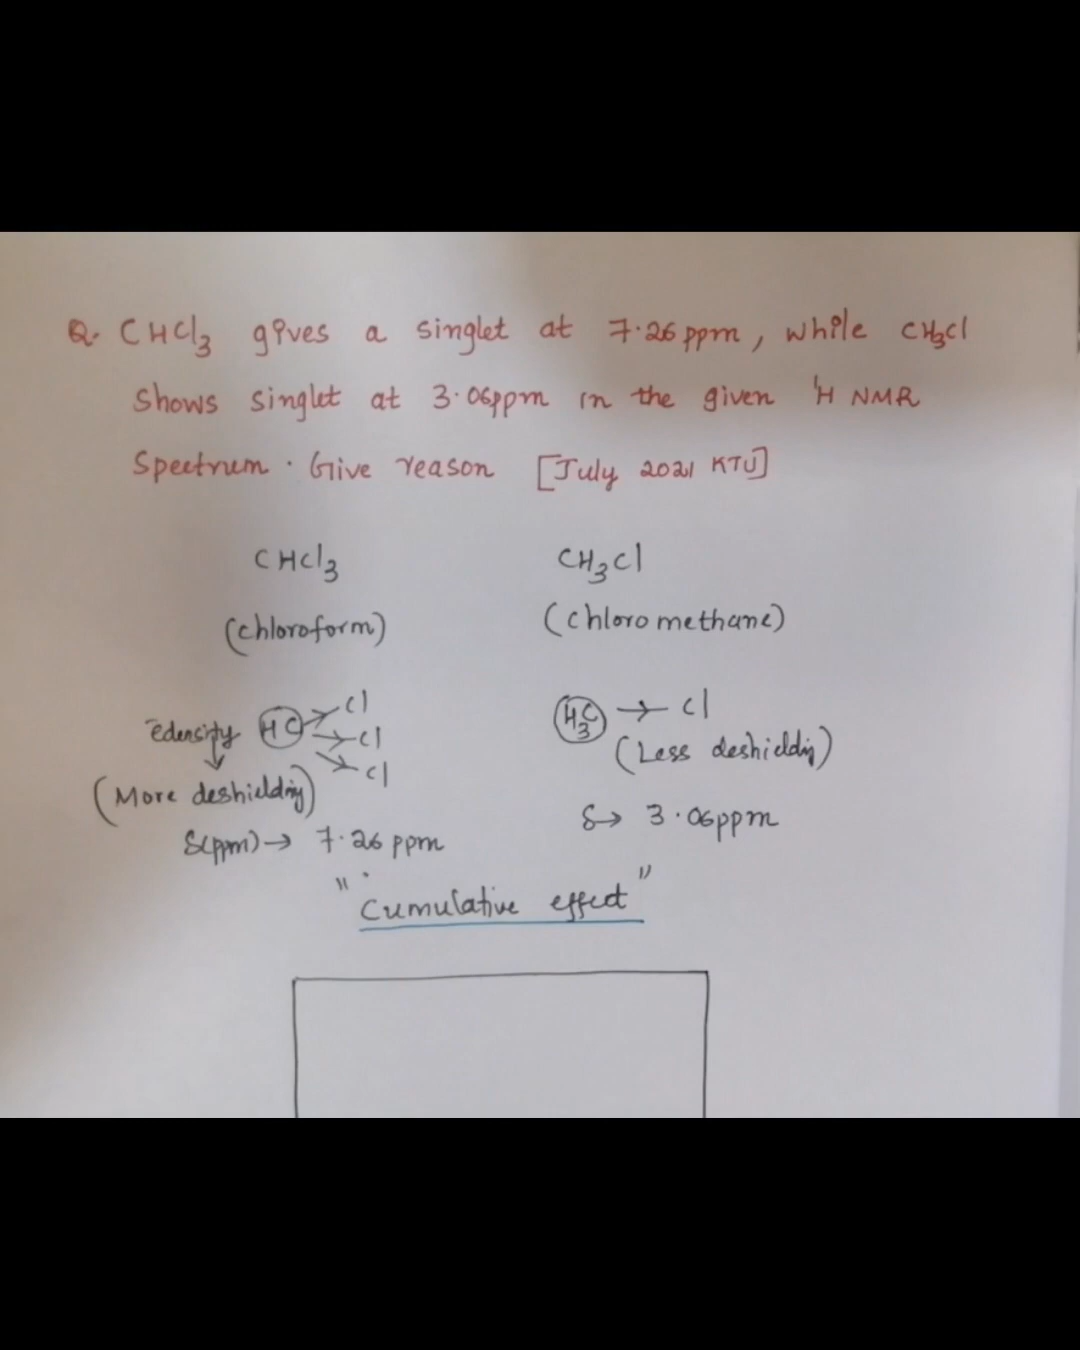 Q. CHCl3 gives a singlet at 7.26 ppm, while CH3Cl
shows singlet at 3.06ppm in the given 1H NMR
Spectrum. Give reason [July 2021 KTU]
CHCl3 CH3Cl
(chloroform) (chloromethane)
Cl
edensity HC Cl
Cl
H3C Cl
(More deshielding) (Less deshielding)
δ(ppm)→ 7.26 ppm δ→ 3.06ppm
"Cumulative effect"